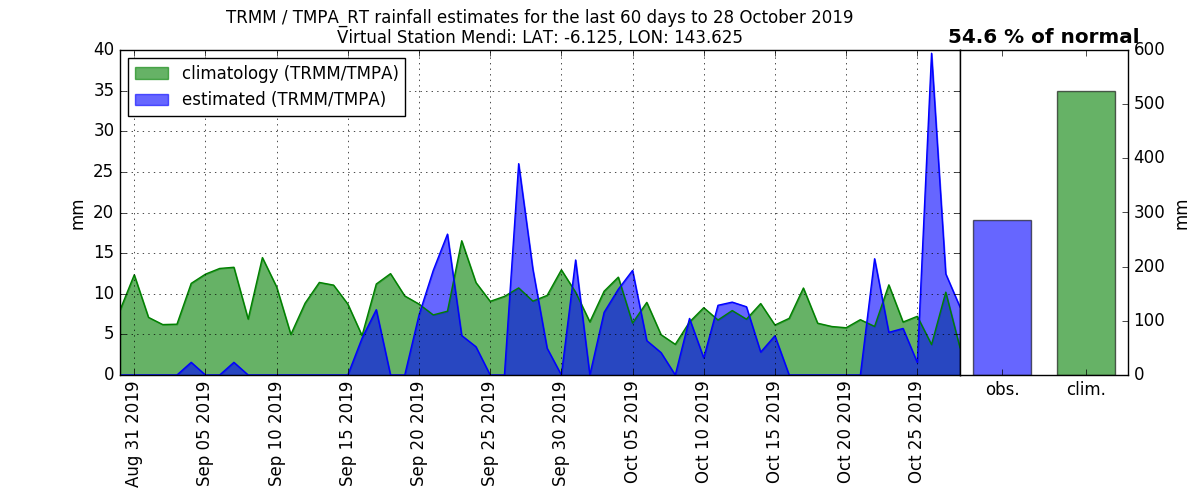 TRMM / TMPA_RT rainfall estimates for the last 60 days to 28 October 2019
Virtual Station Mendi: LAT: -6.125, LON: 143.625
54.6 % of normal
climatology (TRMM/TMPA)
estimated (TRMM/TMPA)
40
35
30
25
20
15
10
5
0
mm
Aug 31 2019
Sep 05 2019
Sep 10 2019
Sep 15 2019
Sep 20 2019
Sep 25 2019
Sep 30 2019
Oct 05 2019
Oct 10 2019
Oct 15 2019
Oct 20 2019
Oct 25 2019
600
500
400
300
200
100
0
mm
obs.
clim.